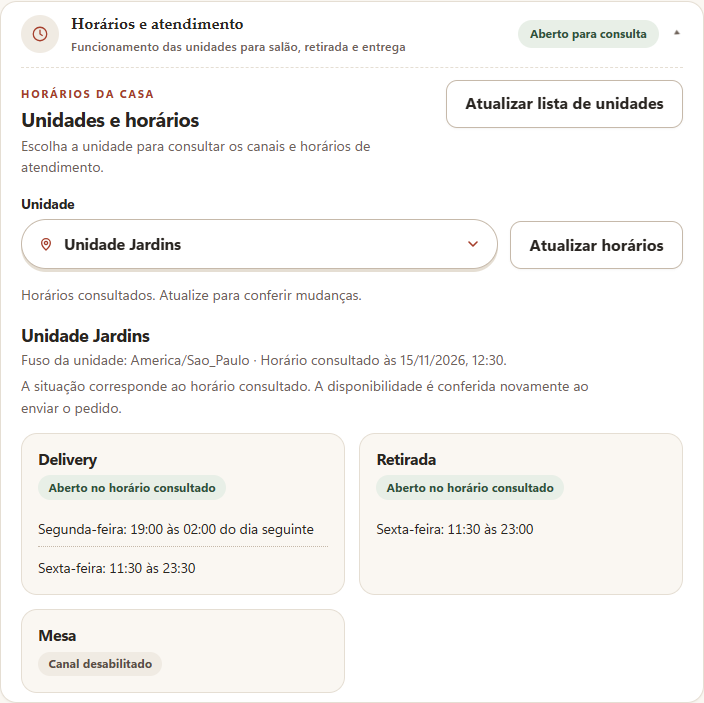 Horários e atendimento
Funcionamento das unidades para salão, retirada e entrega
Aberto para consulta
HORÁRIOS DA CASA
Unidades e horários
Escolha a unidade para consultar os canais e horários de
atendimento.
Atualizar lista de unidades
Unidade
Unidade Jardins
Atualizar horários
Horários consultados. Atualize para conferir mudanças.
Unidade Jardins
Fuso da unidade: America/Sao_Paulo · Horário consultado às 15/11/2026, 12:30.
A situação corresponde ao horário consultado. A disponibilidade é conferida novamente ao
enviar o pedido.
Delivery
Aberto no horário consultado
Segunda-feira: 19:00 às 02:00 do dia seguinte
Sexta-feira: 11:30 às 23:30
Retirada
Aberto no horário consultado
Sexta-feira: 11:30 às 23:00
Mesa
Canal desabilitado